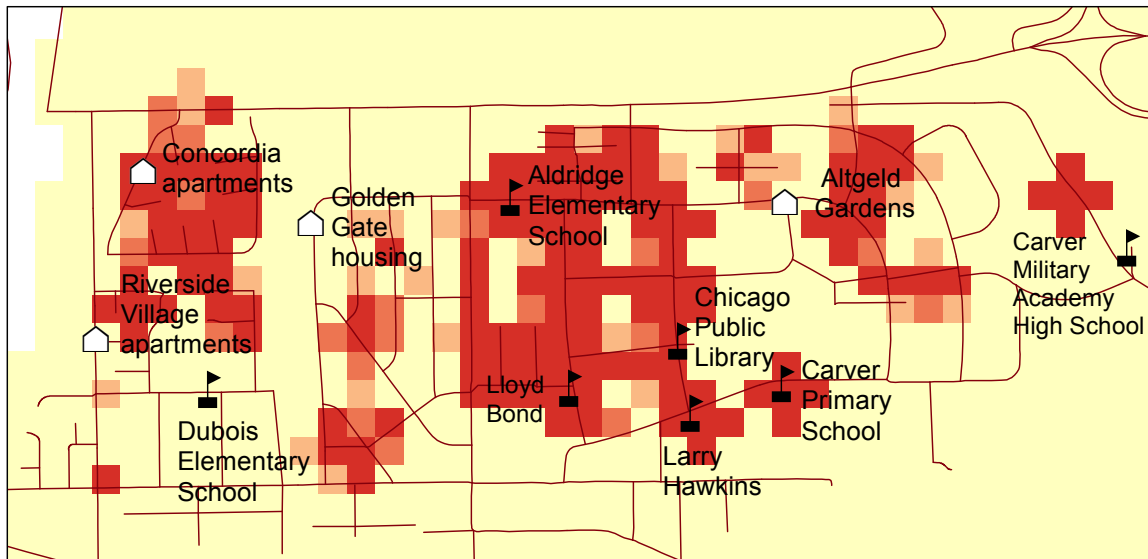 Concordia
apartments
Golden
Gate
housing
Aldridge
Elementary
School
Altgeld
Gardens
Carver
Military
Academy
High School
Riverside
Village
apartments
Chicago
Public
Library
Lloyd
Bond
Carver
Primary
School
Dubois
Elementary
School
Larry
Hawkins